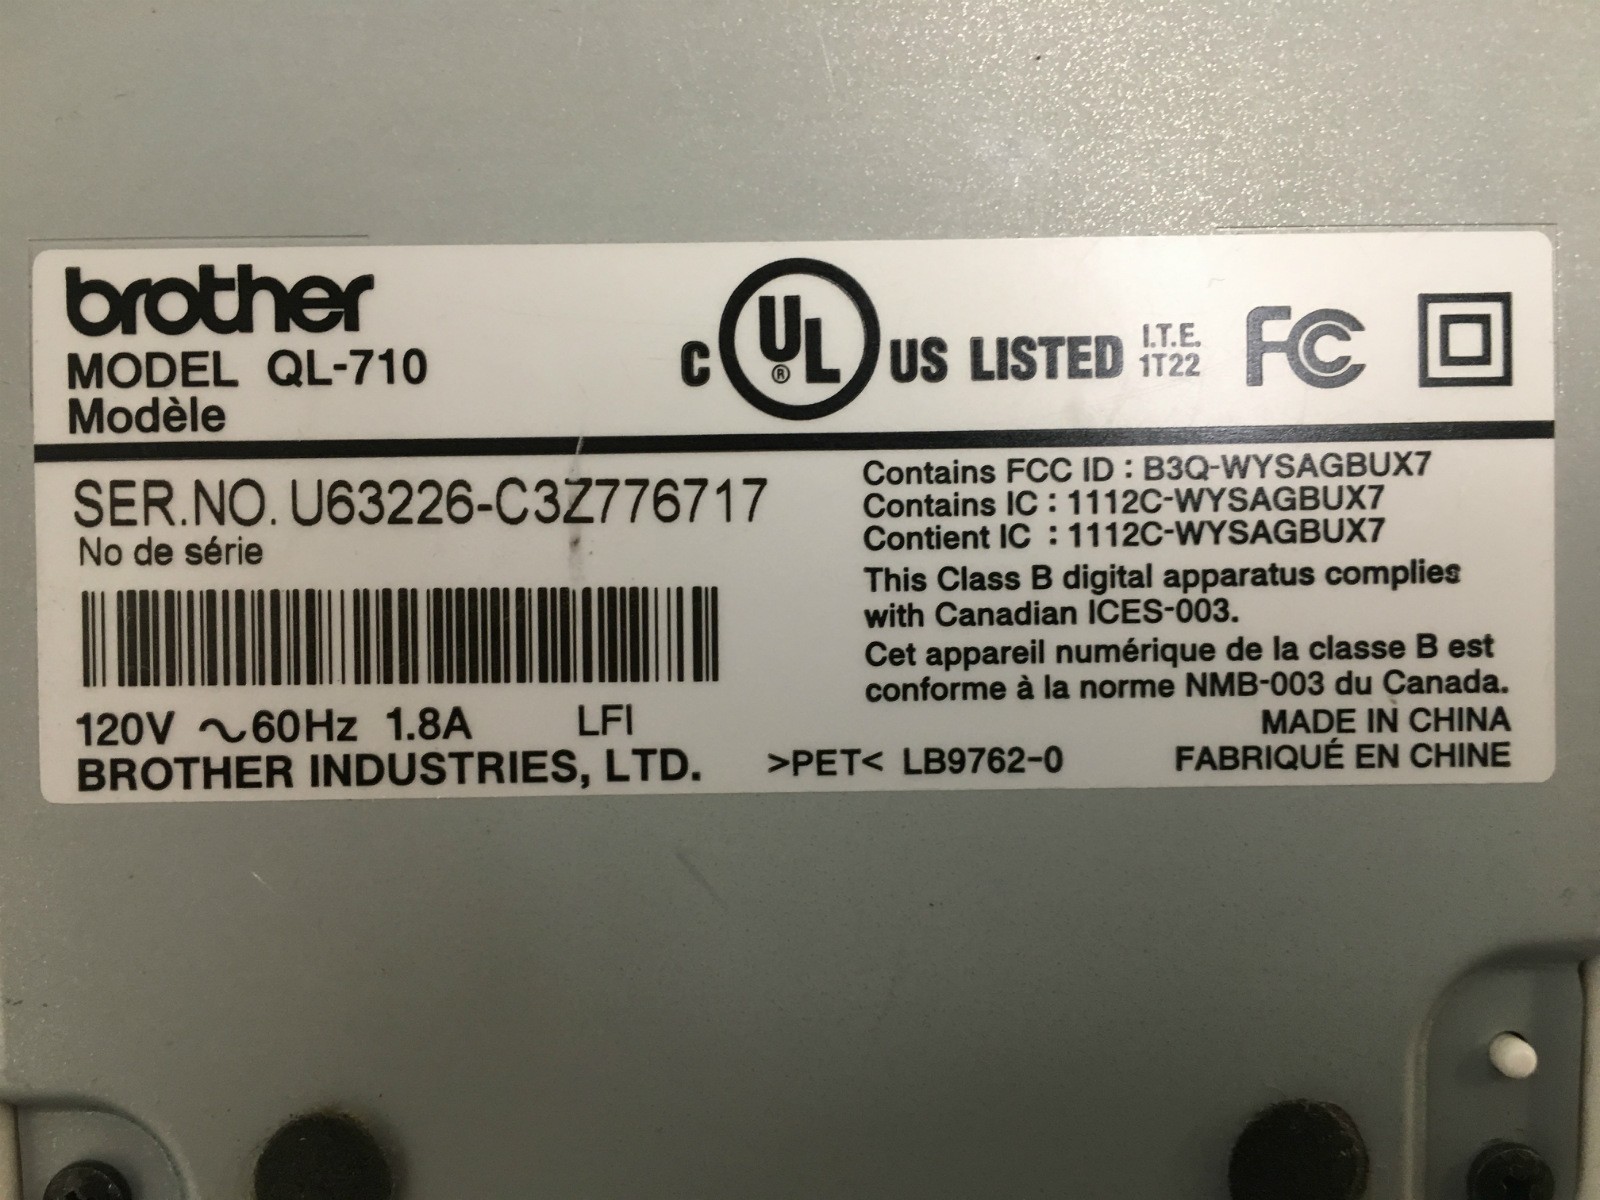 brother
MODEL QL-710
Modèle
C UL® US LISTED I.T.E. 1T22 FC
SER.NO. U63226-C3Z776717
No de série
Contains FCC ID : B3Q-WYSAGBUX7
Contains IC : 1112C-WYSAGBUX7
Contient IC : 1112C-WYSAGBUX7
This Class B digital apparatus complies
with Canadian ICES-003.
Cet appareil numérique de la classe B est
conforme à la norme NMB-003 du Canada.
120V ~60Hz 1.8A LFI
MADE IN CHINA
BROTHER INDUSTRIES, LTD. >PET< LB9762-0
FABRIQUÉ EN CHINE